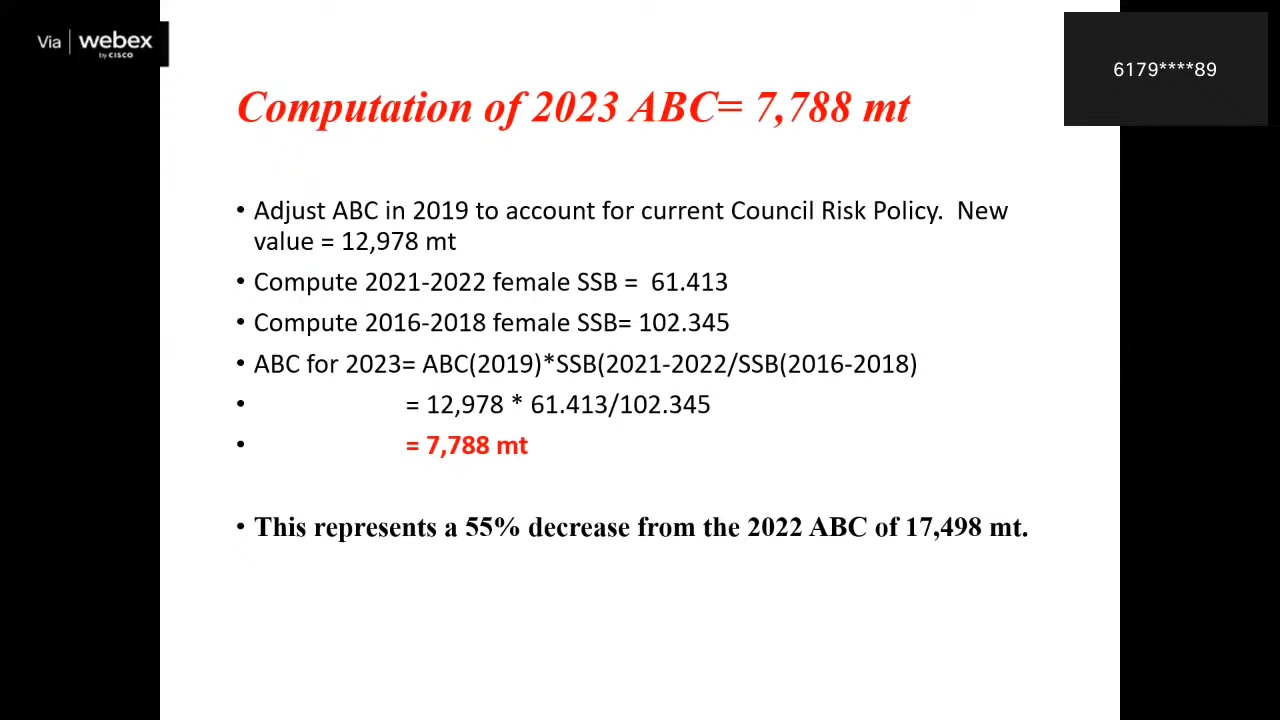 Via webex
by CISCO
6179****89
Computation of 2023 ABC= 7,788 mt
• Adjust ABC in 2019 to account for current Council Risk Policy. New
value = 12,978 mt
• Compute 2021-2022 female SSB = 61.413
• Compute 2016-2018 female SSB= 102.345
• ABC for 2023= ABC(2019)*SSB(2021-2022/SSB(2016-2018)
• = 12,978 * 61.413/102.345
• = 7,788 mt
• This represents a 55% decrease from the 2022 ABC of 17,498 mt.